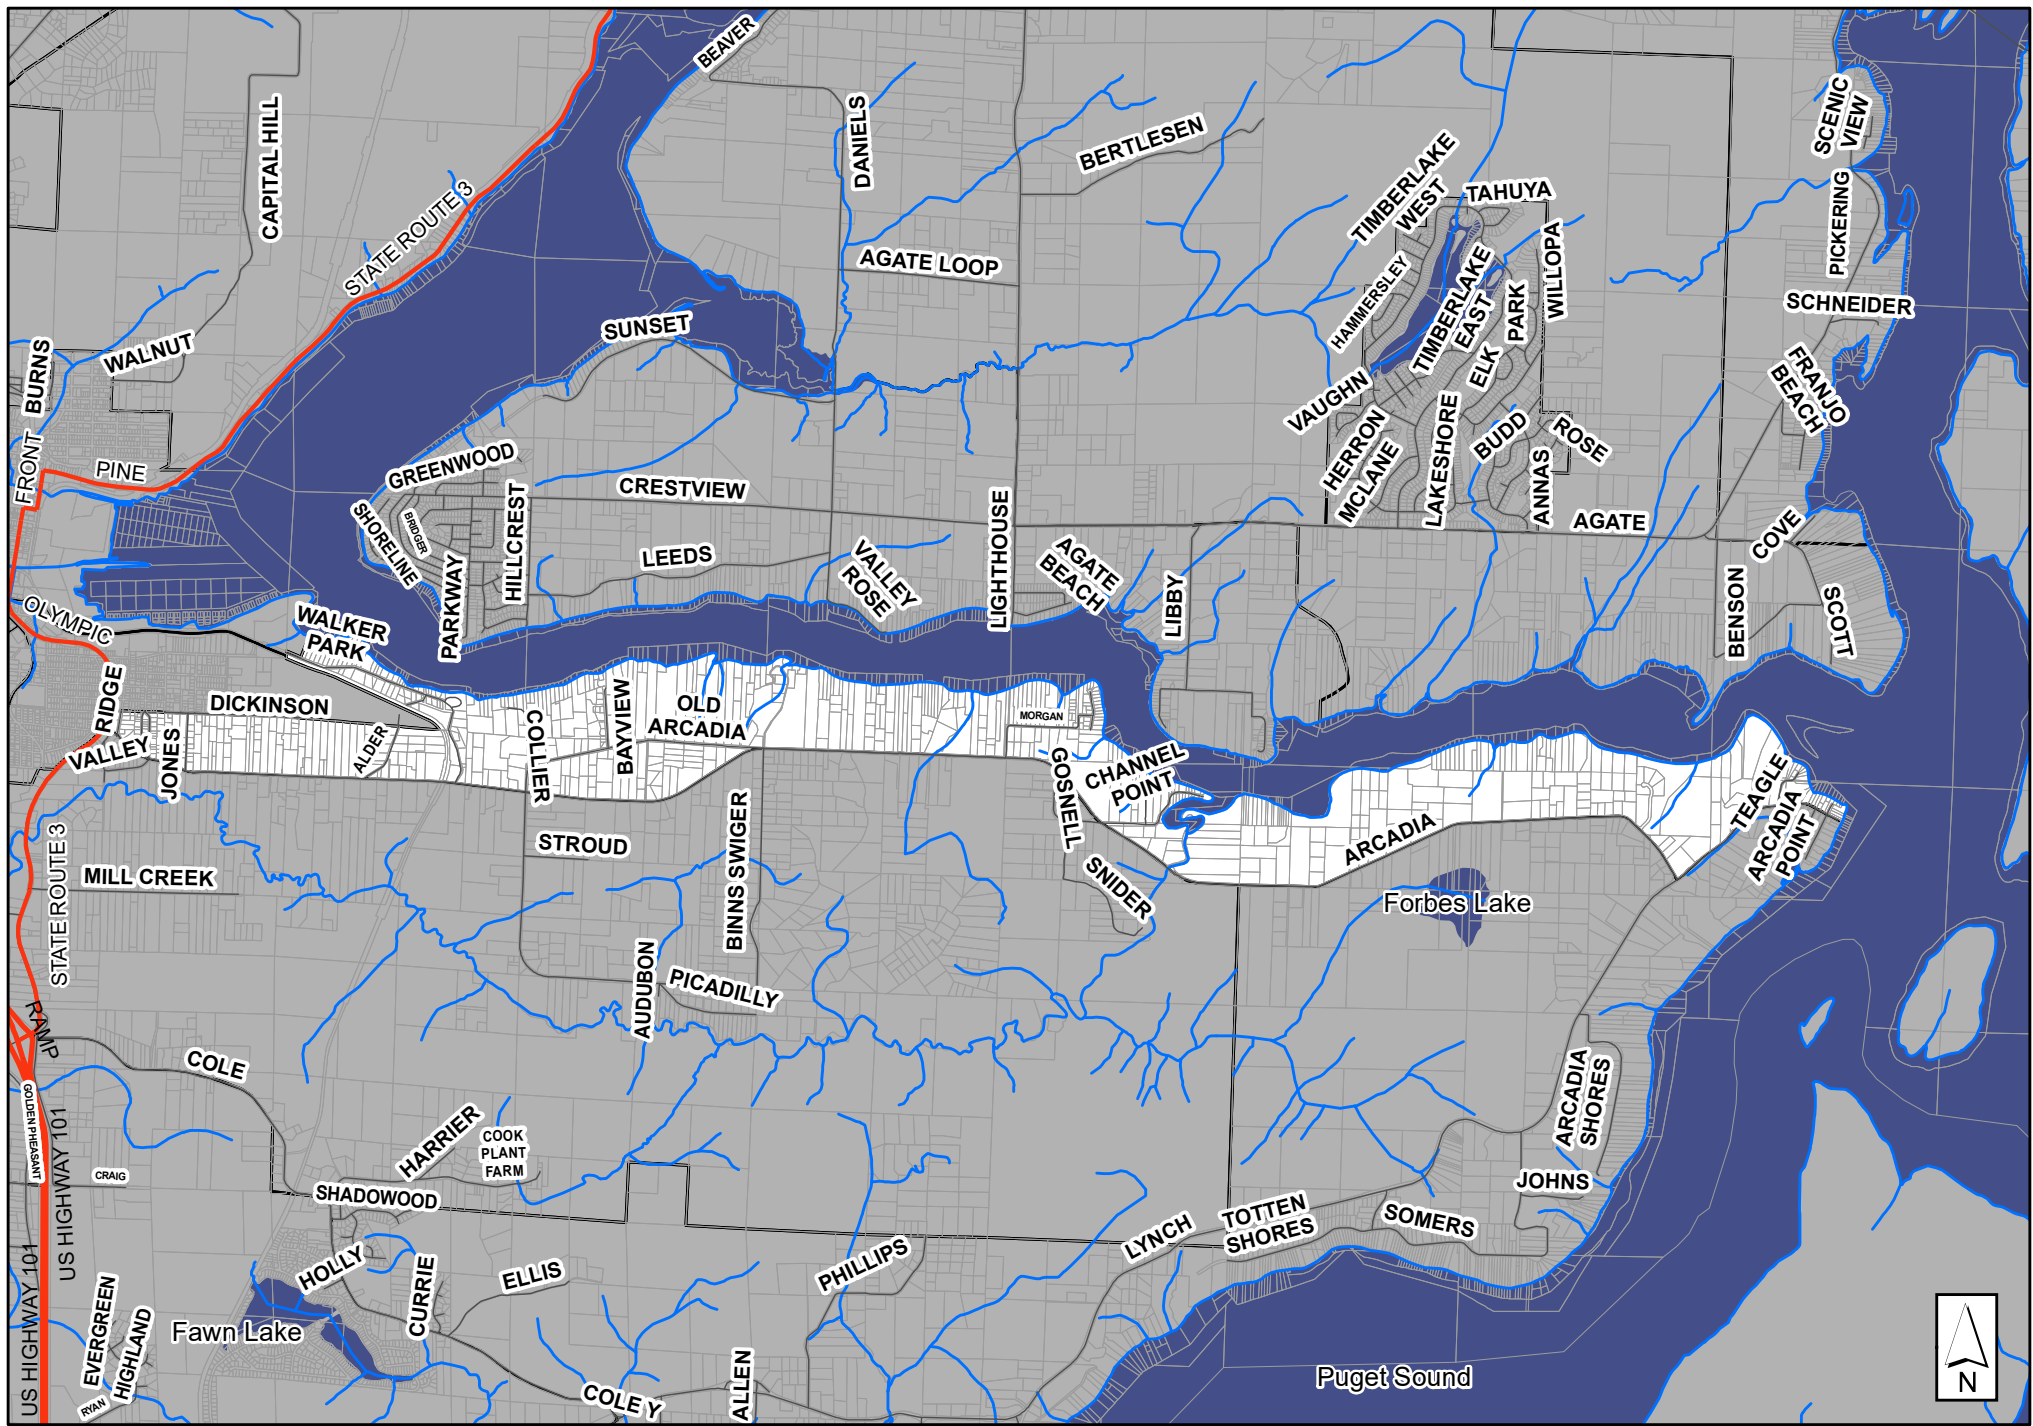 BEAVER
CAPITAL HILL
STATE ROUTE 3
DANIELS
BERTLESEN
SCENIC
VIEW
TIMBERLAKE
WEST
TAHUYA
PICKERING
WILLOPA
AGATE LOOP
HAMMERSLEY
TIMBERLAKE
EAST
PARK
SCHNEIDER
SUNSET
WALNUT
BURNS
ELK
FRANJO
BEACH
VAUGHN
HERRON
MCLANE
LAKESHORE
BUDD
ROSE
ANNAS
FRONT
PINE
GREENWOOD
SHORELINE
BRIDGER
HILLCREST
PARKWAY
CRESTVIEW
LEEDS
VALLEY
ROSE
LIGHTHOUSE
AGATE
BEACH
LIBBY
AGATE
COVE
BENSON
SCOTT
OLYMPIC
WALKER
PARK
RIDGE
DICKINSON
VALLEY
JONES
ALDER
COLLIER
BAYVIEW
OLD
ARCADIA
MORGAN
GOSNELL
CHANNEL
POINT
TEAGLE
ARCADIA
POINT
ARCADIA
STATE ROUTE 3
MILL CREEK
STROUD
BINNS SWIGER
SNIDER
Forbes Lake
AUDUBON
PICADILLY
RAMP
COLE
GOLDEN PHEASANT
US HIGHWAY 101
CRAIG
HARRIER
COOK
PLANT
FARM
SHADOWOOD
ARCADIA
SHORES
JOHNS
TOTTEN
SHORES
SOMERS
LYNCH
PHILLIPS
HOLLY
CURRIE
ELLIS
US HIGHWAY 101
EVERGREEN
HIGHLAND
RYAN
Fawn Lake
COLE Y
ALLEN
Puget Sound
N